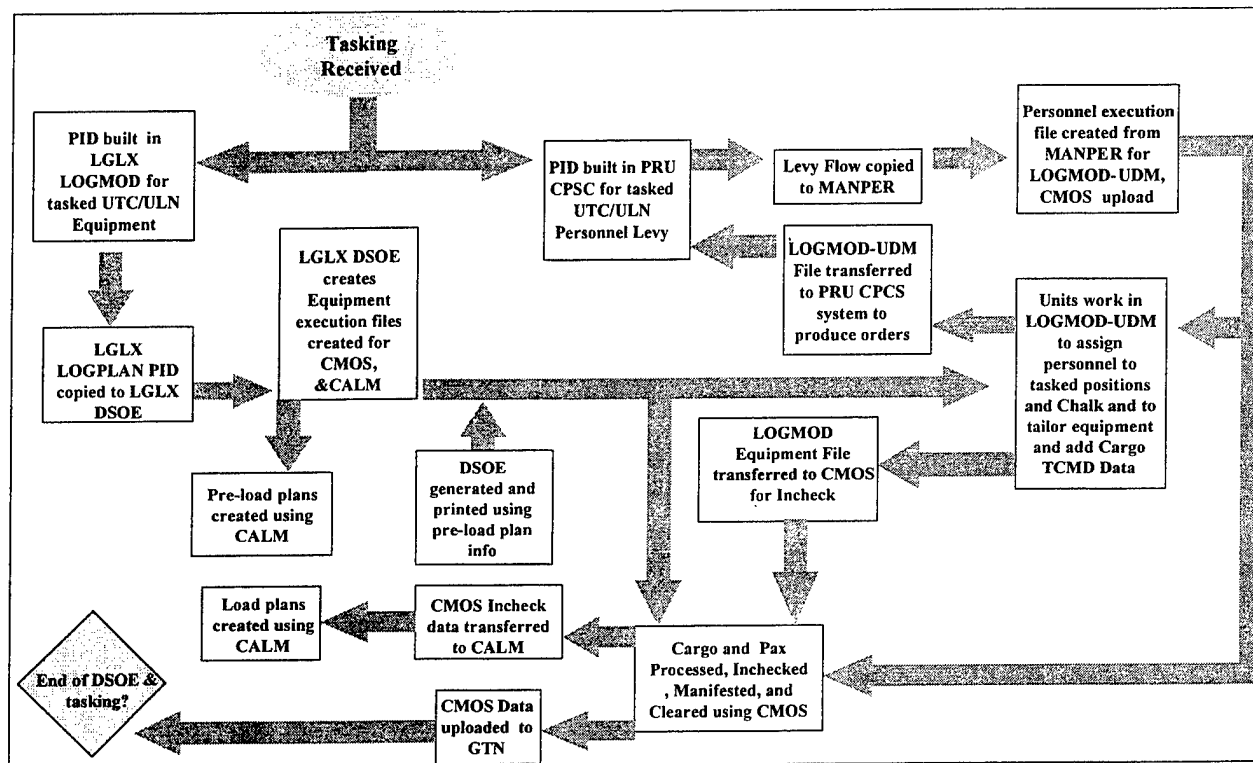 Tasking
Received
PID built in
LGLX
LOGMOD for
tasked UTC/ULN
Equipment
PID built in PRU
CPSC for tasked
UTC/ULN
Personnel Levy
Levy Flow copied
to MANPER
Personnel execution
file created from
MANPER for
LOGMOD-UDM,
CMOS upload
LGLX DSOE
creates
Equipment
execution files
created for
CMOS,
&CALM
LOGMOD-UDM
File transferred
to PRU CPCS
system to
produce orders
Units work in
LOGMOD-UDM
to assign
personnel to
tasked positions
and Chalk and to
tailor equipment
and add Cargo
TCMD Data
LGLX
LOGPLAN PID
copied to LGLX
DSOE
LOGMOD
Equipment File
transferred to CMOS
for Incheck
Pre-load plans
created using
CALM
DSOE
generated and
printed using
pre-load plan
info
Load plans
created using
CALM
CMOS Incheck
data transferred
to CALM
Cargo and Pax
Processed, Inchecked
, Manifested, and
Cleared using CMOS
End of DSOE &
tasking?
CMOS Data
uploaded to
GTN